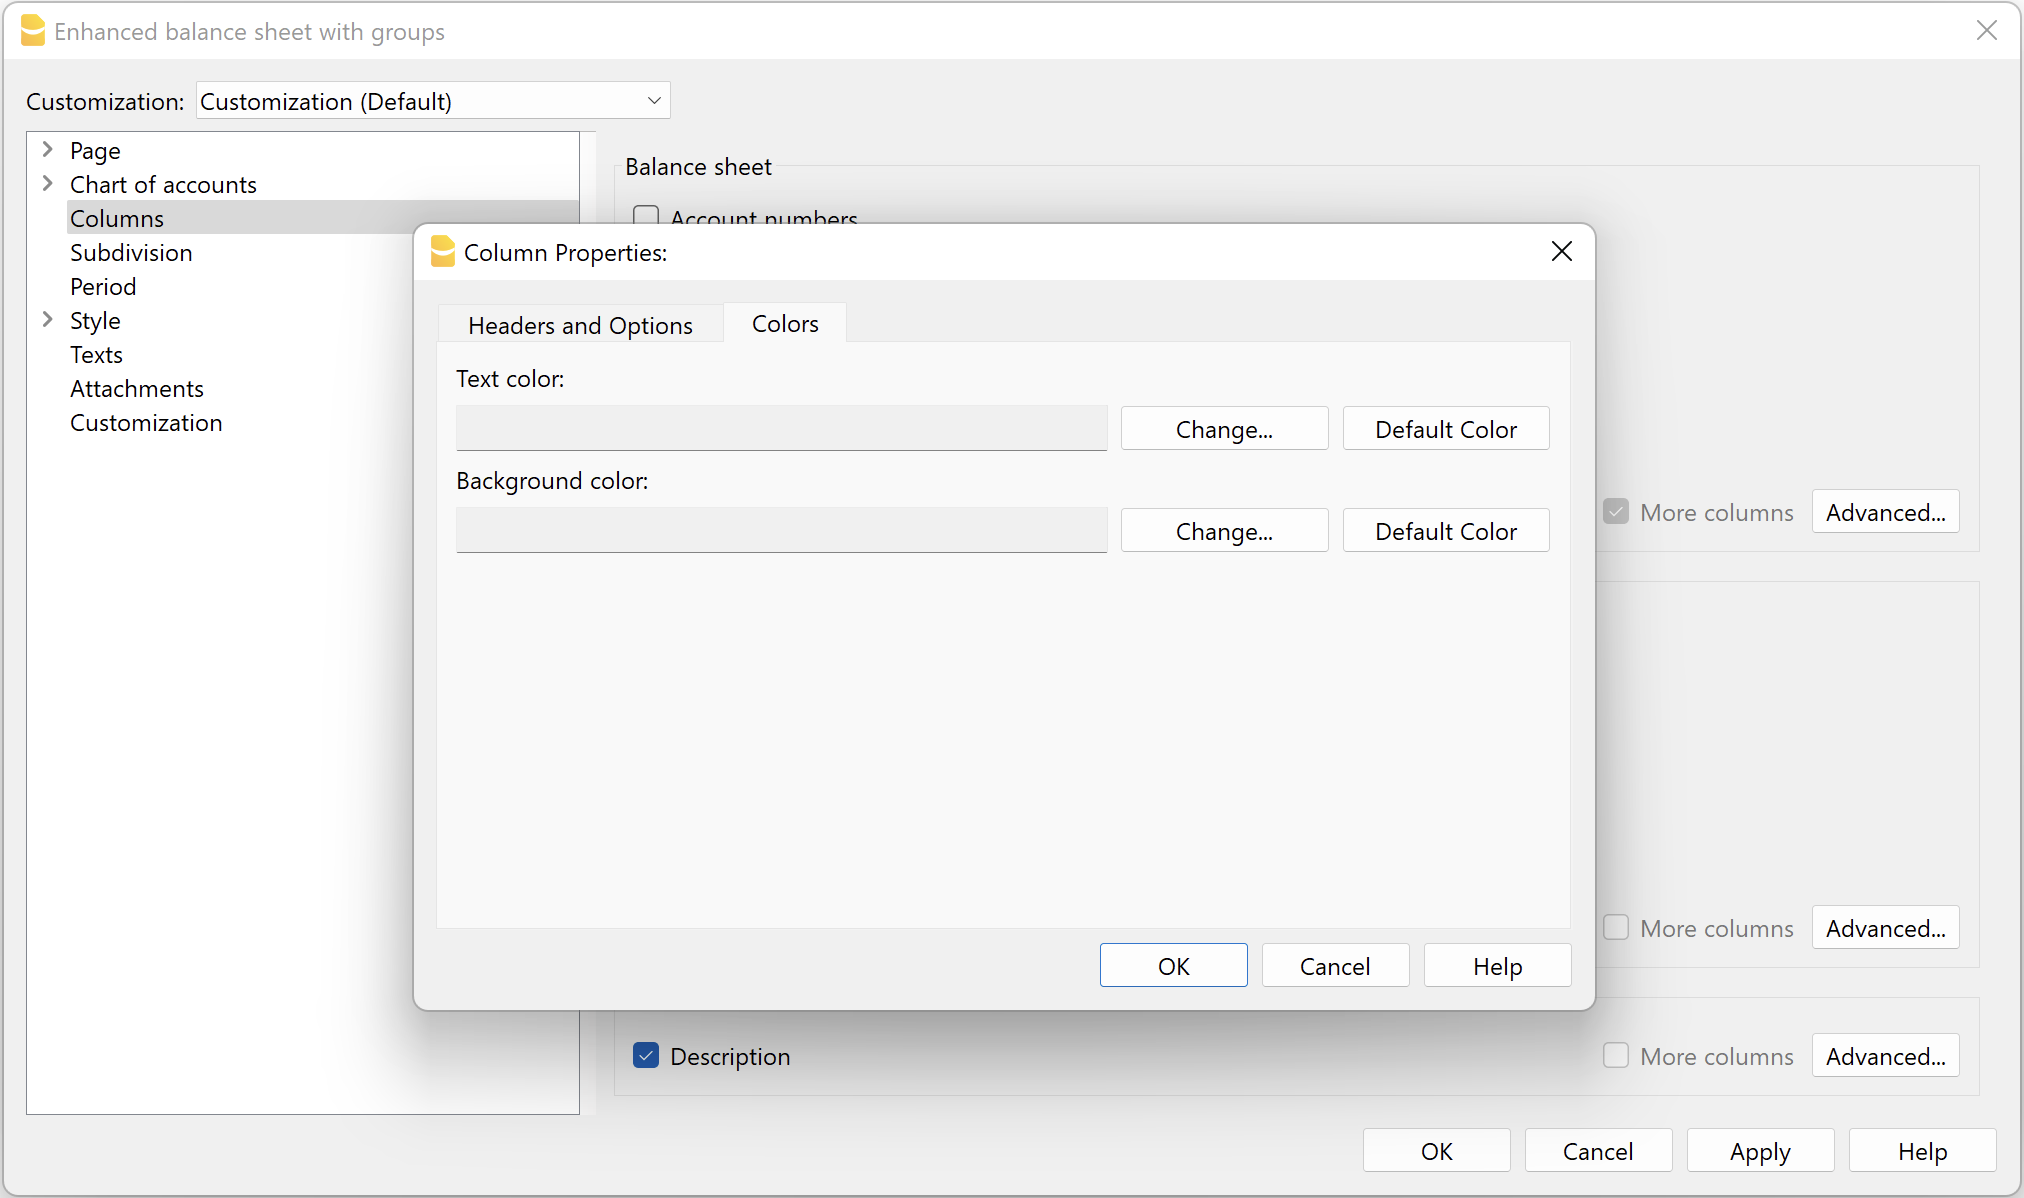 Enhanced balance sheet with groups
Customization: Customization (Default)
Page
Chart of accounts
Columns
Subdivision
Period
Style
Texts
Attachments
Customization
Balance sheet
Account numbers
Column Properties:
Headers and Options Colors
Text color:
Change... Default Color
Background color:
Change... Default Color
OK Cancel Help
More columns Advanced...
More columns Advanced...
Description More columns Advanced...
OK Cancel Apply Help